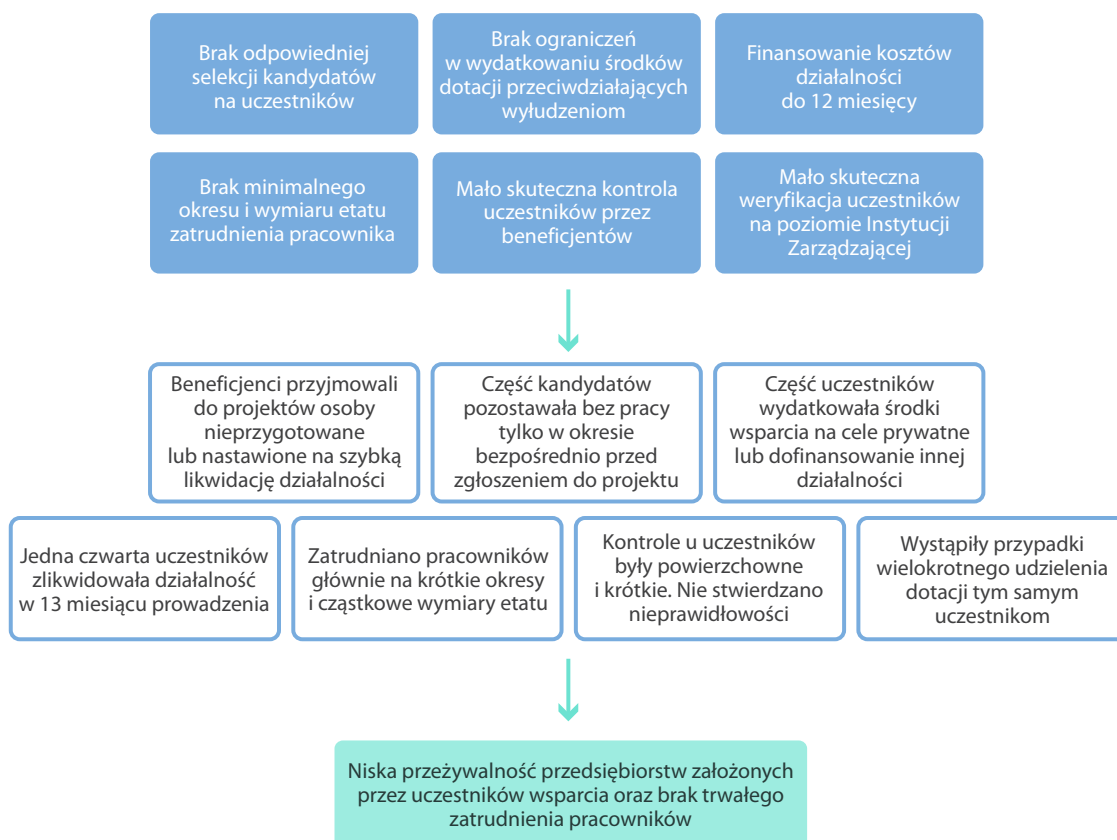 Brak odpowiedniej
selekcji kandydatów
na uczestników
Brak ograniczeń
w wydatkowaniu środków
dotacji przeciwdziałających
wyłudzeniom
Finansowanie kosztów
działalności
do 12 miesięcy
Brak minimalnego
okresu i wymiaru etatu
zatrudnienia pracownika
Mało skuteczna kontrola
uczestników przez
beneficjentów
Mało skuteczna
weryfikacja uczestników
na poziomie Instytucji
Zarządzającej
Beneficjenci przyjmowali
do projektów osoby
nieprzygotowane
lub nastawione na szybką
likwidację działalności
Część kandydatów
pozostawała bez pracy
tylko w okresie
bezpośrednio przed
zgłoszeniem do projektu
Część uczestników
wydatkowała środki
wsparcia na cele prywatne
lub dofinansowanie innej
działalności
Jedna czwarta uczestników
zlikwidowała działalność
w 13 miesiącu prowadzenia
Zatrudniano pracowników
głównie na krótkie okresy
i cząstkowe wymiary etatu
Kontrole u uczestników
były powierzchowne
i krótkie. Nie stwierdzano
nieprawidłowości
Wystąpiły przypadki
wielokrotnego udzielenia
dotacji tym samym
uczestnikom
Niska przeżywalność przedsiębiorstw założonych
przez uczestników wsparcia oraz brak trwałego
zatrudnienia pracowników